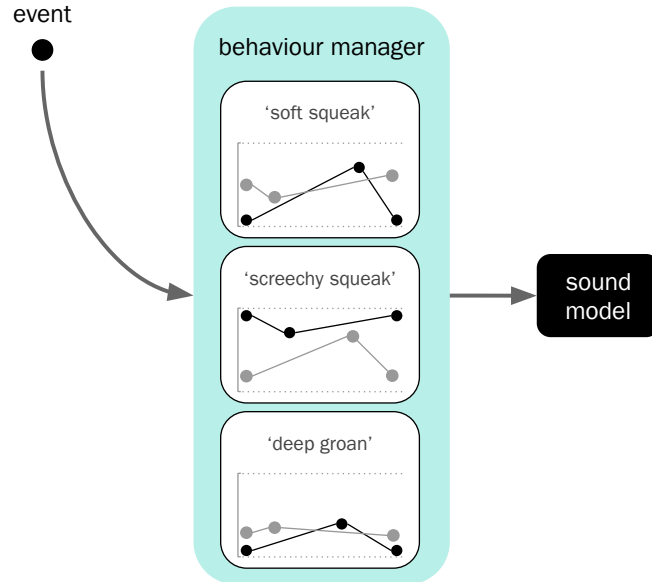 event
behaviour manager
‘soft squeak’
‘screechy squeak’
‘deep groan’
sound
model